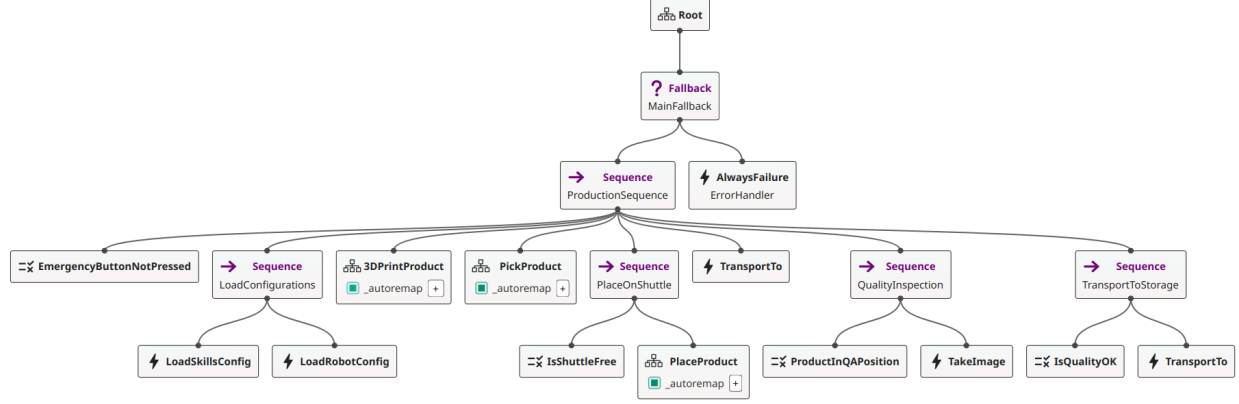 Root
Fallback
MainFallback
Sequence
ProductionSequence
AlwaysFailure
ErrorHandler
EmergencyButtonNotPressed
Sequence
LoadConfigurations
3DPrintProduct
_autoremap +
PickProduct
_autoremap +
Sequence
PlaceOnShuttle
TransportTo
Sequence
QualityInspection
Sequence
TransportToStorage
LoadSkillsConfig
LoadRobotConfig
IsShuttleFree
PlaceProduct
_autoremap +
ProductInQAPosition
TakeImage
IsQualityOK
TransportTo